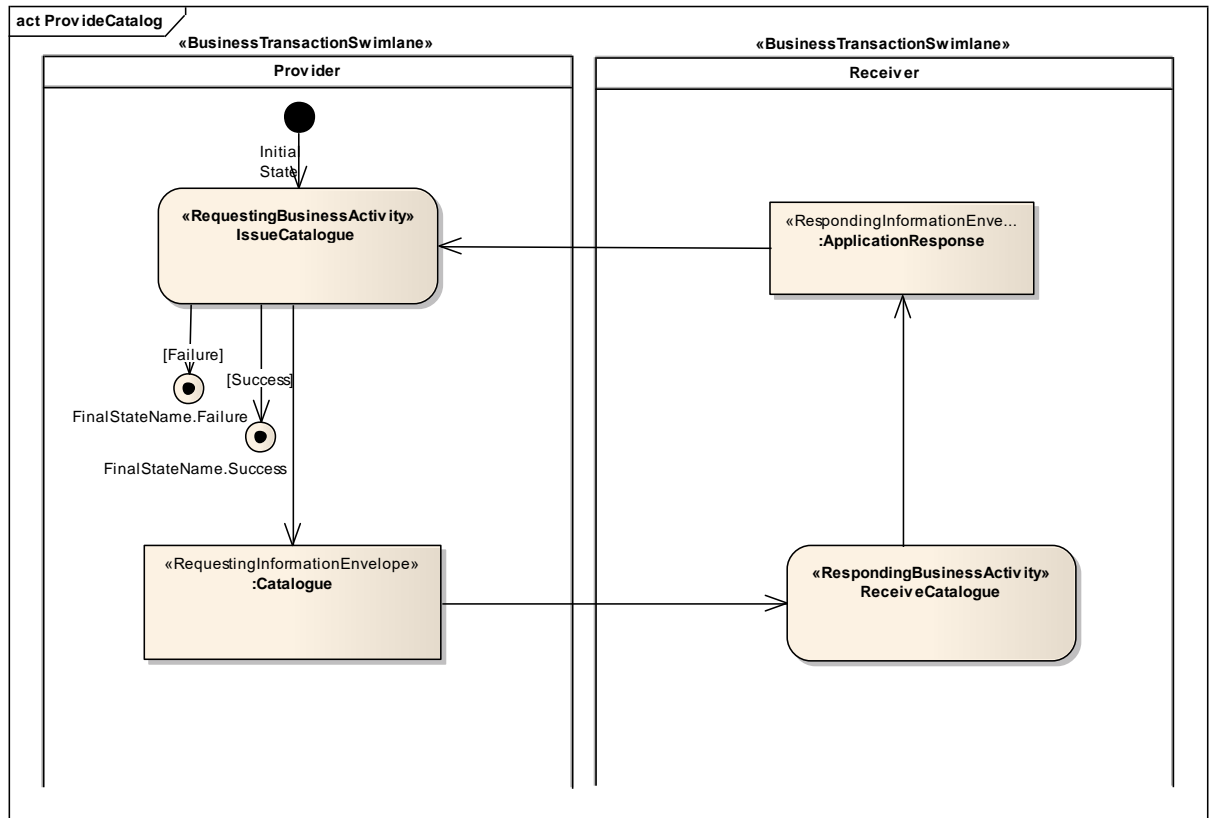 act ProvideCatalog
«BusinessTransactionSwimlane»
Provider
Initial
State
«RequestingBusinessActivity»
IssueCatalogue
[Failure]
FinalStateName.Failure
[Success]
FinalStateName.Success
«RequestingInformationEnvelope»
:Catalogue
«BusinessTransactionSwimlane»
Receiver
«RespondingInformationEnve...
:ApplicationResponse
«RespondingBusinessActivity»
ReceiveCatalogue